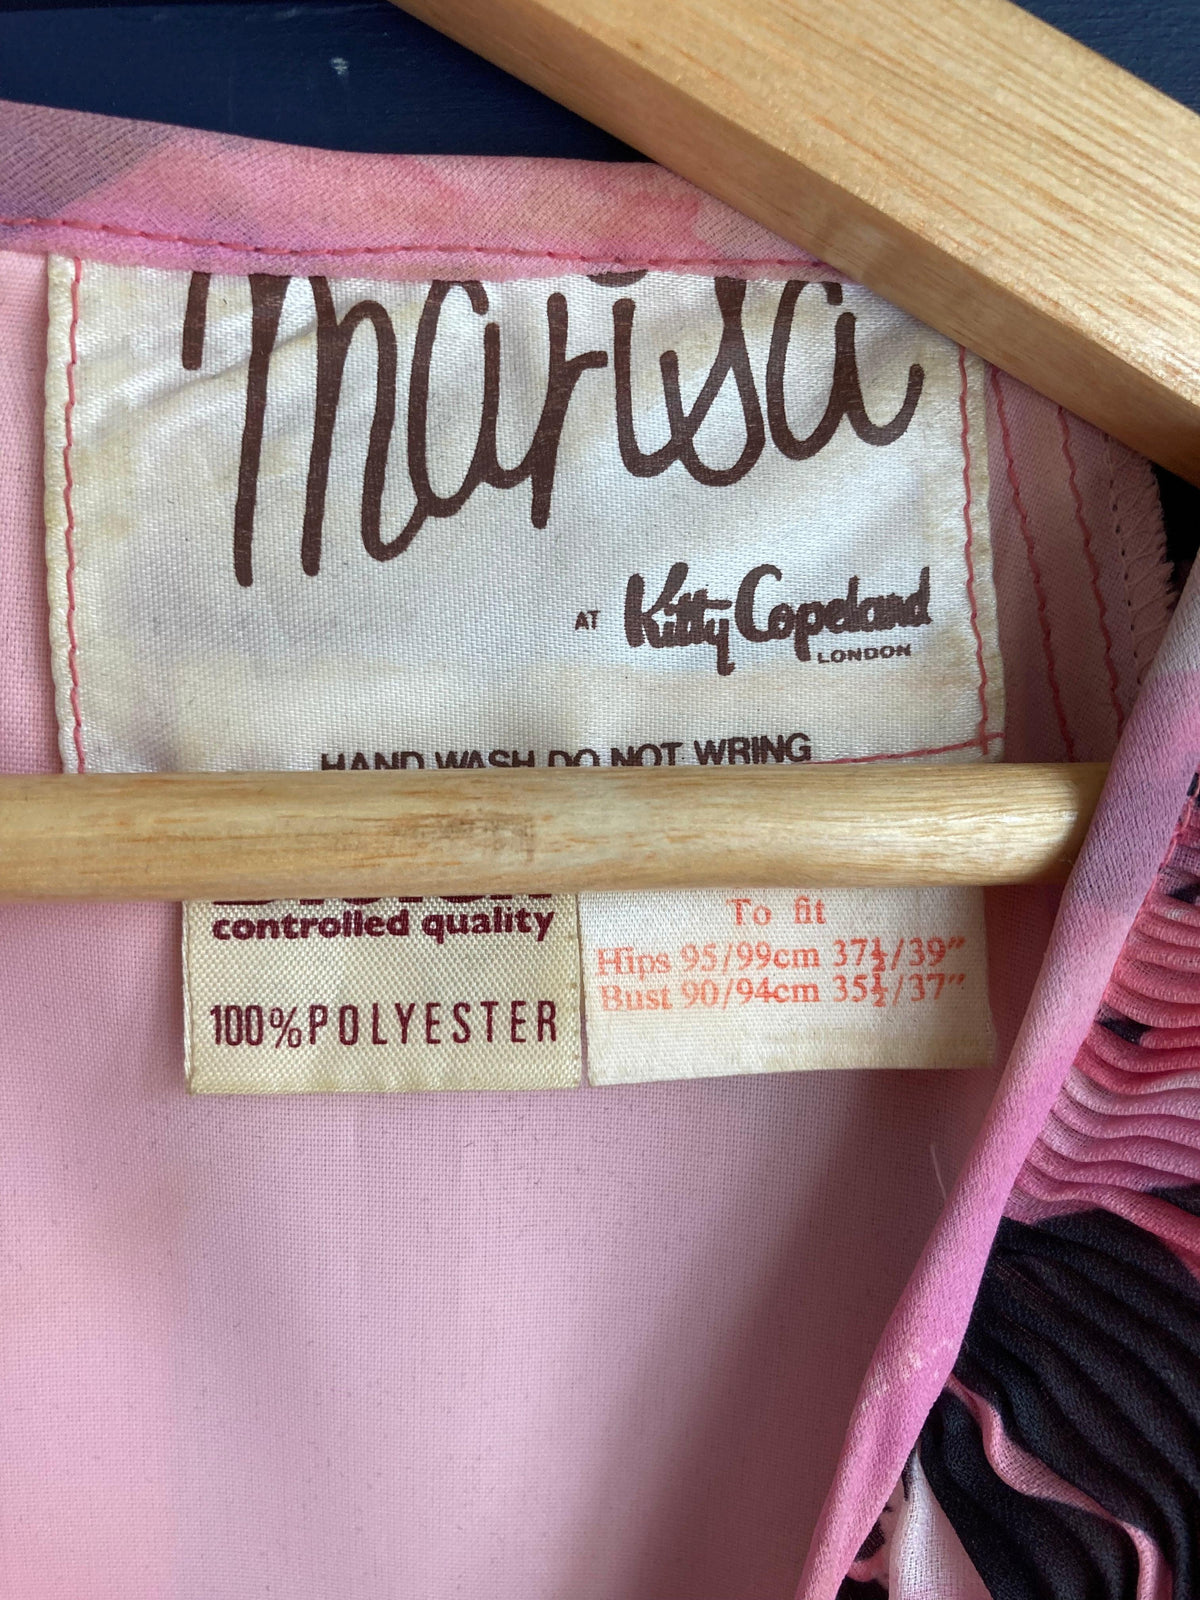 Marisa
AT Kitty Copeland
LONDON
HAND WASH DO NOT WRING
controlled quality
100% POLYESTER
To fit
Hips 95/99cm 37½/39"
Bust 90/94cm 35½/37"